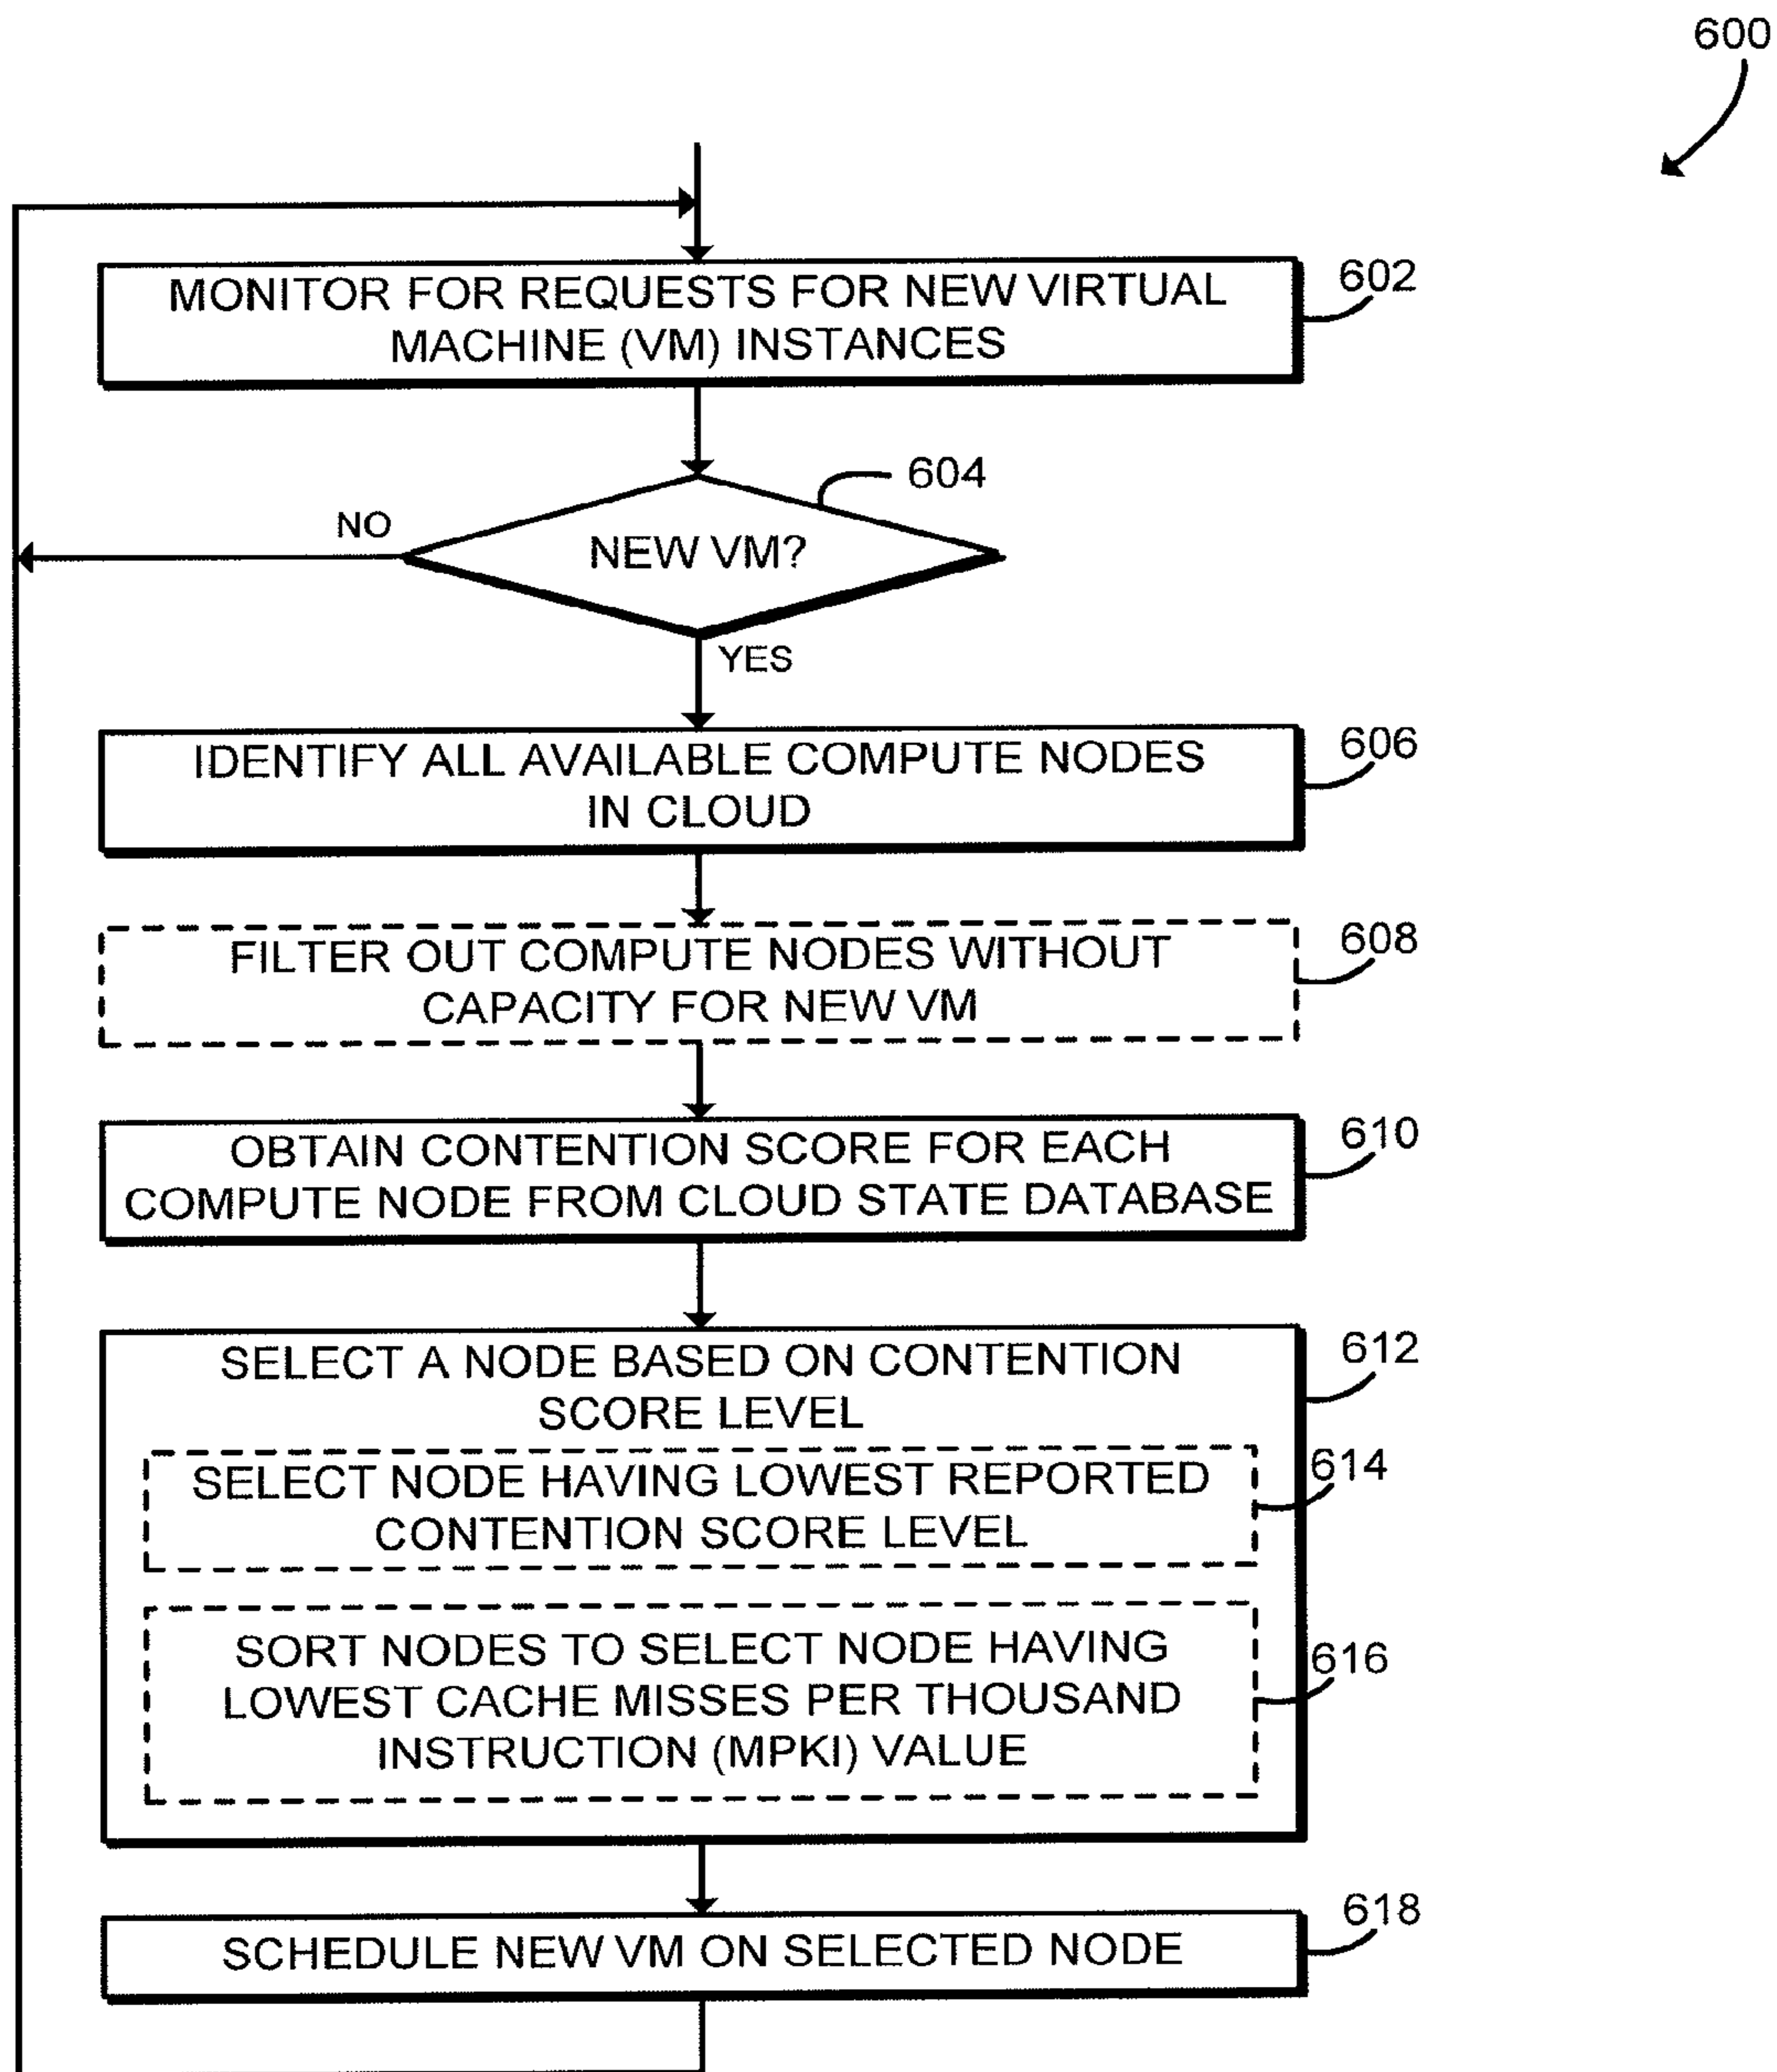 600
MONITOR FOR REQUESTS FOR NEW VIRTUAL
MACHINE (VM) INSTANCES
602
604
NEW VM?
NO
YES
IDENTIFY ALL AVAILABLE COMPUTE NODES
IN CLOUD
606
FILTER OUT COMPUTE NODES WITHOUT
CAPACITY FOR NEW VM
608
OBTAIN CONTENTION SCORE FOR EACH
COMPUTE NODE FROM CLOUD STATE DATABASE
610
SELECT A NODE BASED ON CONTENTION
SCORE LEVEL
612
SELECT NODE HAVING LOWEST REPORTED
CONTENTION SCORE LEVEL
614
SORT NODES TO SELECT NODE HAVING
LOWEST CACHE MISSES PER THOUSAND
INSTRUCTION (MPKI) VALUE
616
SCHEDULE NEW VM ON SELECTED NODE
618